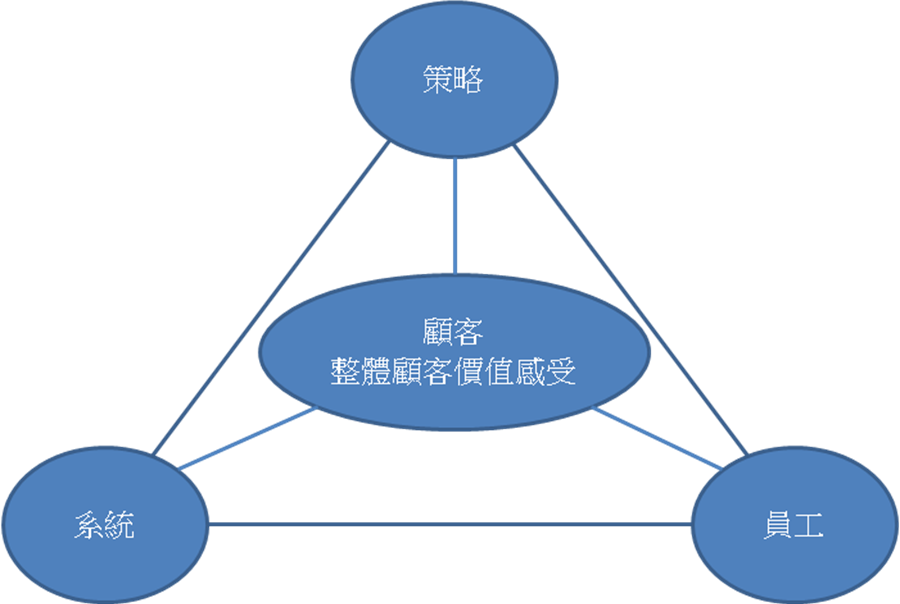 策略
顧客
整體顧客價值感受
系統
員工